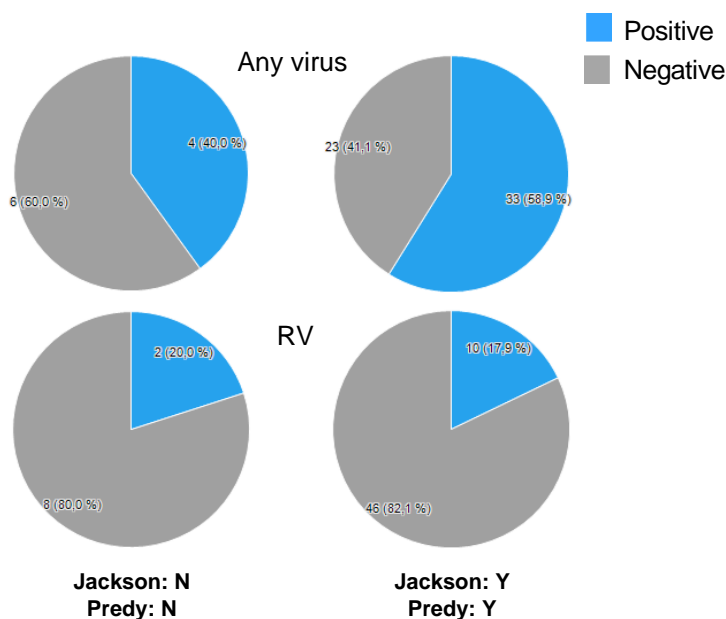 Positive
Any virus
Negative
4 (40,0 %)
23 (41,1 %)
6 (60,0 %)
33 (58,9 %)
RV
2 (20,0 %)
10 (17,9 %)
8 (80,0 %)
46 (82,1 %)
Jackson: N
Predy: N
Jackson: Y
Predy: Y